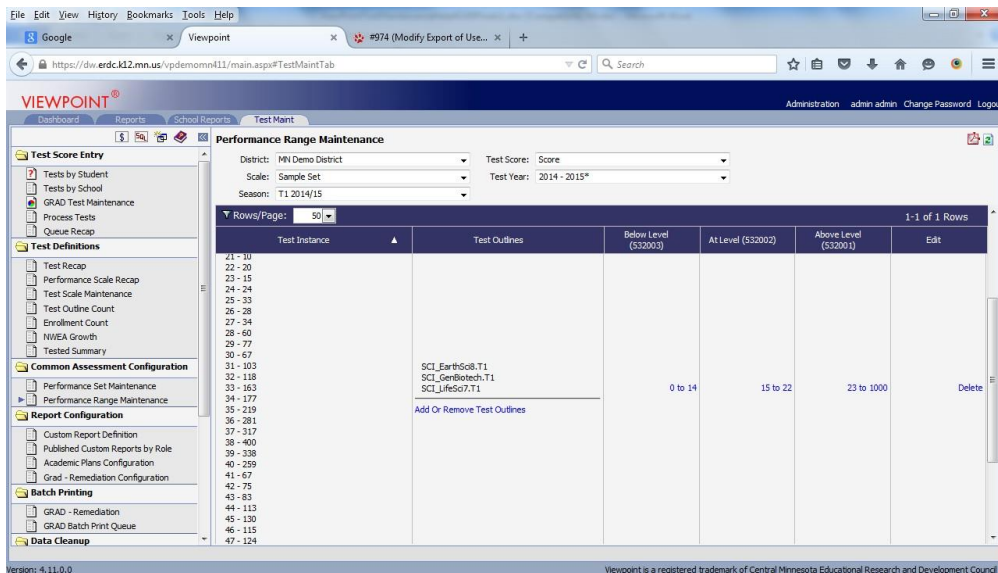 File Edit View History Bookmarks Tools Help
Google
Viewpoint
#974 (Modify Export of Use...
https://dw.erdc.k12.mn.us/vpdemomn411/main.aspx#TestMaintTab
Search
VIEWPOINT®
Administration admin admin Change Password Logou
Dashboard Reports School Reports Test Maint
Performance Range Maintenance
District: MN Demo District Test Score: Score
Scale: Sample Set Test Year: 2014 - 2015*
Season: T1 2014/15
Test Score Entry
Tests by Student
Tests by School
GRAD Test Maintenance
Process Tests
Queue Recap
Test Definitions
Test Recap
Performance Scale Recap
Test Scale Maintenance
Test Outline Count
Enrollment Count
NWEA Growth
Tested Summary
Common Assessment Configuration
Performance Set Maintenance
Performance Range Maintenance
Report Configuration
Custom Report Definition
Published Custom Reports by Role
Academic Plans Configuration
Grad - Remediation Configuration
Batch Printing
GRAD - Remediation
GRAD Batch Print Queue
Data Cleanup
Rows/Page: 50 1-1 of 1 Rows
Test Instance Test Outlines Below Level (532003) At Level (532002) Above Level (532001) Edit
21 - 10
22 - 20
23 - 15
24 - 24
25 - 33
26 - 28
27 - 34
28 - 60
29 - 77
30 - 67
31 - 103
32 - 118
33 - 163
34 - 177
35 - 219
36 - 281
37 - 317
38 - 400
39 - 338
40 - 259
41 - 67
42 - 75
43 - 83
44 - 113
45 - 130
46 - 115
47 - 124
SCI_EarthSci8.T1
SCI_GenBiotech.T1
SCI_LifeSci7.T1
Add Or Remove Test Outlines
0 to 14 15 to 22 23 to 1000 Delete
Version: 4.11.0.0
Viewpoint is a registered trademark of Central Minnesota Educational Research and Development Council